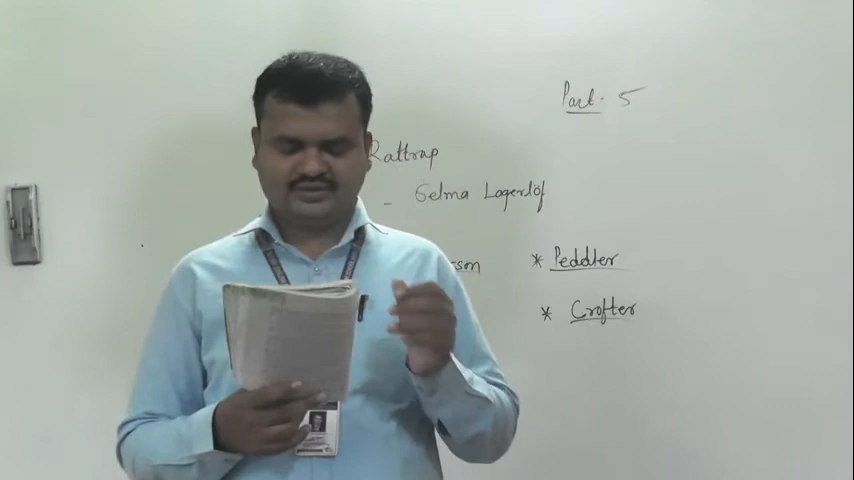 Part - 5
Rattrap
- Selma Lagerlöf
* Peddler
* Crofter